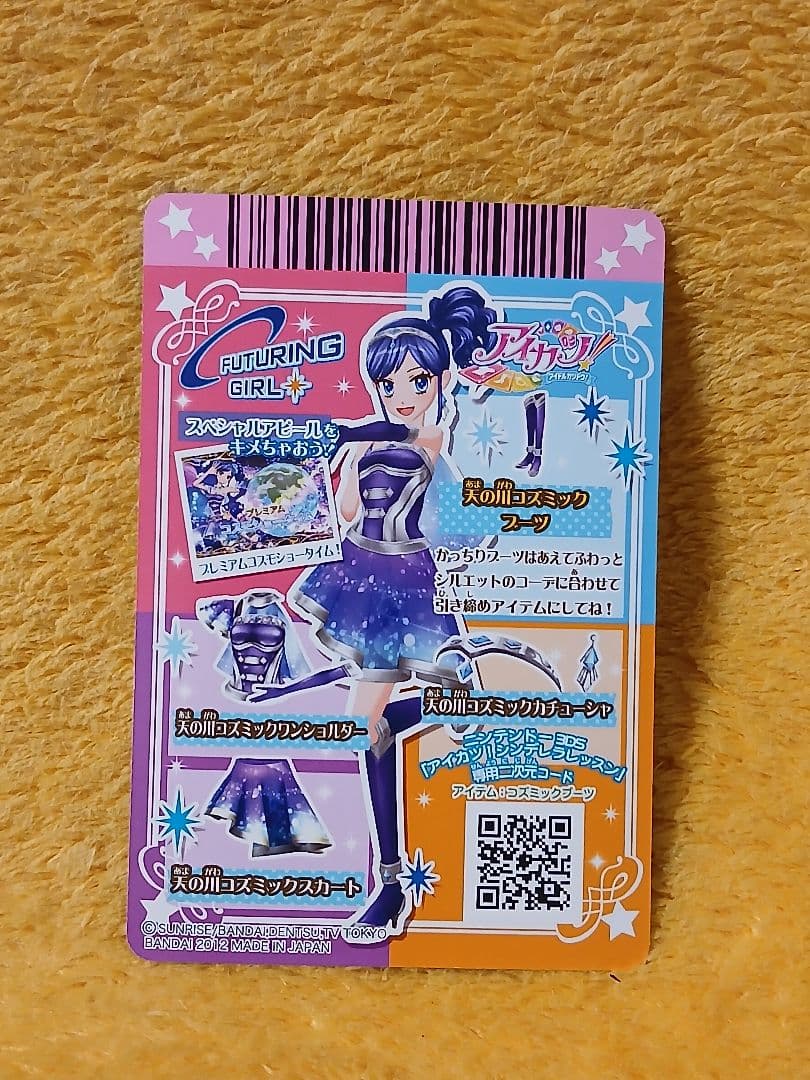 FUTURING
GIRL
アイカツ!
アイドルカツドウ!
スペシャルアピールを
キメちゃおう!
プレミアム
プレミアムコスモショータイム!
あま がわ
天の川コズミック
ブーツ
かっちりブーツはあえてふわっと
シルエットのコーデに合わせて
引き締めアイテムにしてね!
あま がわ
天の川コズミックワンショルダー
あま がわ
天の川コズミックカチューシャ
ニンテンドー3DS
「アイカツ!シンデレラレッスン」
専用二次元コード
アイテム:コズミックブーツ
あま がわ
天の川コズミックスカート
©SUNRISE/BANDAI,DENTSU,TV TOKYO
BANDAI 2012 MADE IN JAPAN